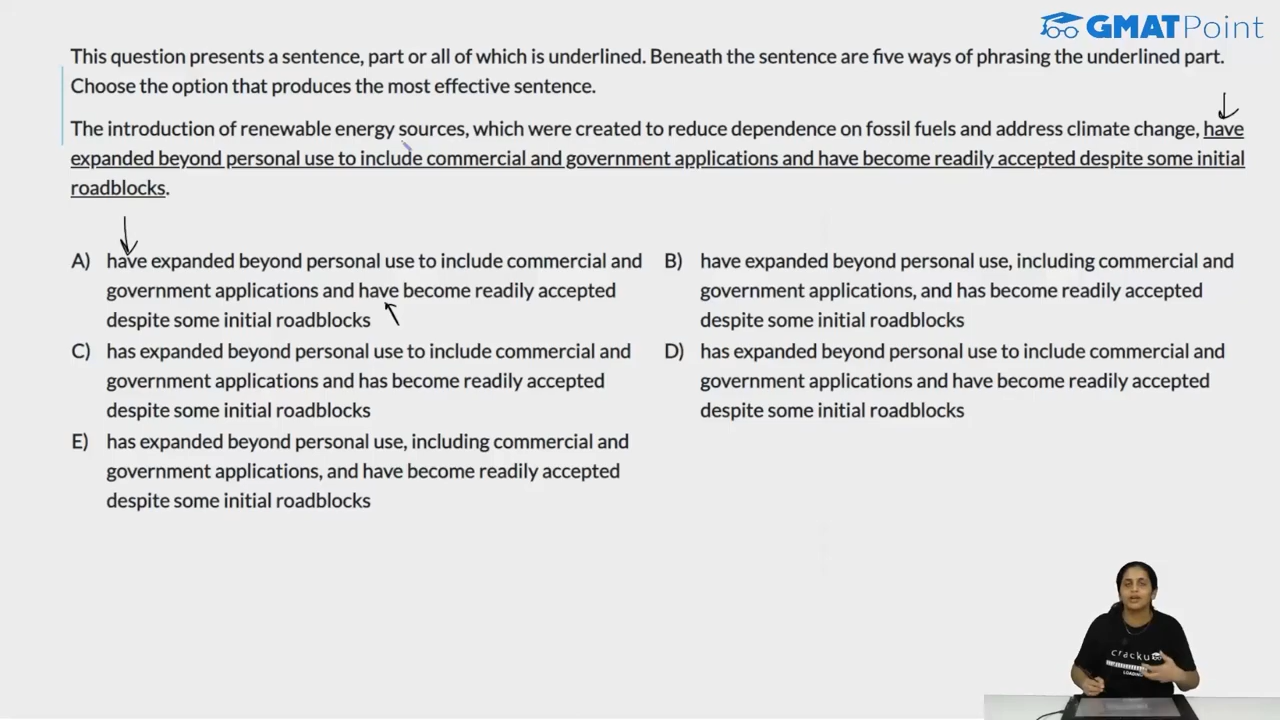 GMATPoint
This question presents a sentence, part or all of which is underlined. Beneath the sentence are five ways of phrasing the underlined part.
Choose the option that produces the most effective sentence.
The introduction of renewable energy sources, which were created to reduce dependence on fossil fuels and address climate change, have
expanded beyond personal use to include commercial and government applications and have become readily accepted despite some initial
roadblocks.
A) have expanded beyond personal use to include commercial and
government applications and have become readily accepted
despite some initial roadblocks
B) have expanded beyond personal use, including commercial and
government applications, and has become readily accepted
despite some initial roadblocks
C) has expanded beyond personal use to include commercial and
government applications and has become readily accepted
despite some initial roadblocks
D) has expanded beyond personal use to include commercial and
government applications and have become readily accepted
despite some initial roadblocks
E) has expanded beyond personal use, including commercial and
government applications, and have become readily accepted
despite some initial roadblocks
cracku
LOADING